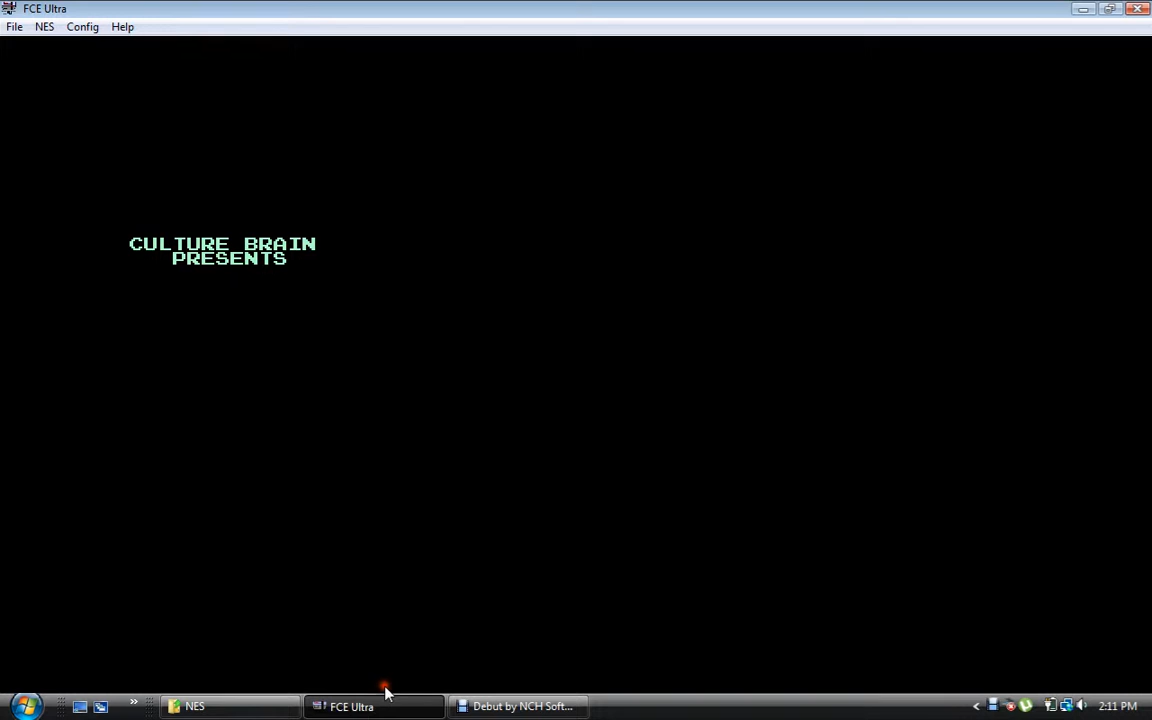 FCE Ultra
File NES Config Help
CULTURE BRAIN
PRESENTS
NES FCE Ultra Debut by NCH Soft... 2:11 PM